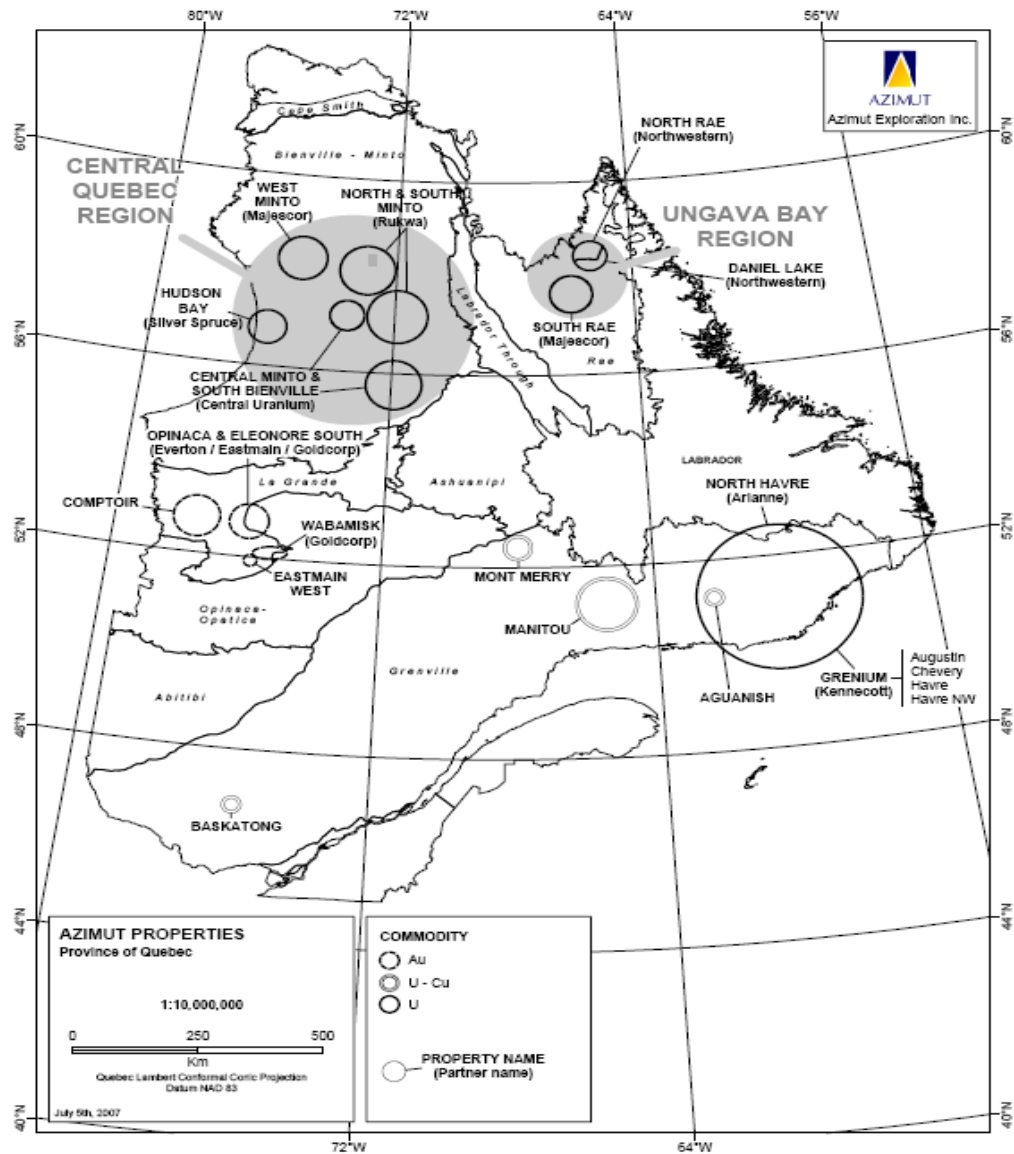 80°W
72°W
64°W
56°W
AZIMUT
Azimut Exploration Inc.
60°N
60°N
Cape Smith
NORTH RAE
(Northwestern)
Bienville - Minto
CENTRAL
QUEBEC
REGION
WEST
MINTO
(Majescor)
NORTH & SOUTH
MINTO
(Rukwa)
UNGAVA BAY
REGION
DANIEL LAKE
(Northwestern)
HUDSON
BAY
(Silver Spruce)
Labrador Through
SOUTH RAE
(Majescor)
Rae
56°N
56°N
CENTRAL MINTO &
SOUTH BIENVILLE
(Central Uranium)
OPINACA & ELEONORE SOUTH
(Everton / Eastmain / Goldcorp)
La Grande
Ashuanipi
LABRADOR
NORTH HAVRE
(Arianne)
COMPTOIR
WABAMISK
(Goldcorp)
52°N
52°N
EASTMAIN
WEST
MONT MERRY
Opinaca-
Opatica
MANITOU
Grenville
GRENIUM
(Kennecott)
Augustin
Chevery
Havre
Havre NW
AGUANISH
Abitibi
48°N
48°N
BASKATONG
44°N
44°N
AZIMUT PROPERTIES
Province of Quebec
1:10,000,000
0 250 500
Km
Quebec Lambert Conformal Conic Projection
Datum NAD 83
July 5th, 2007
COMMODITY
Au
U - Cu
U
PROPERTY NAME
(Partner name)
40°N
40°N
72°W
64°W